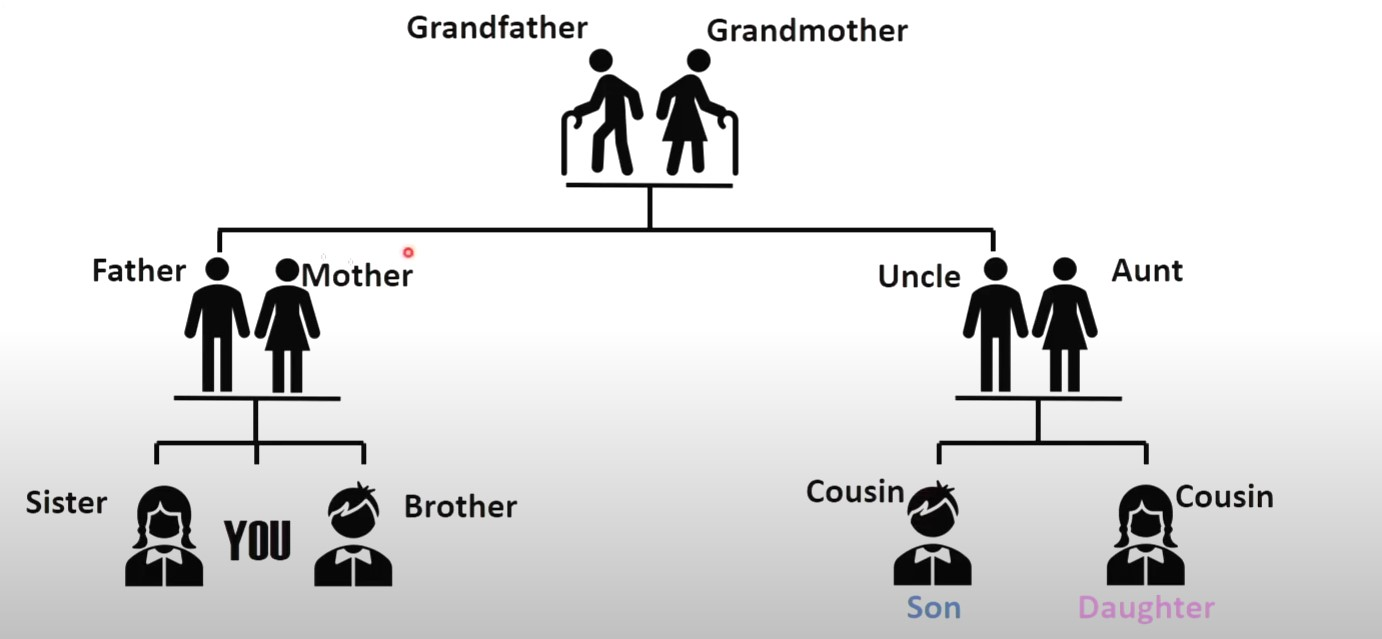 Grandfather
Grandmother
Father
Mother
Uncle
Aunt
Sister
YOU
Brother
Cousin
Cousin
Son
Daughter